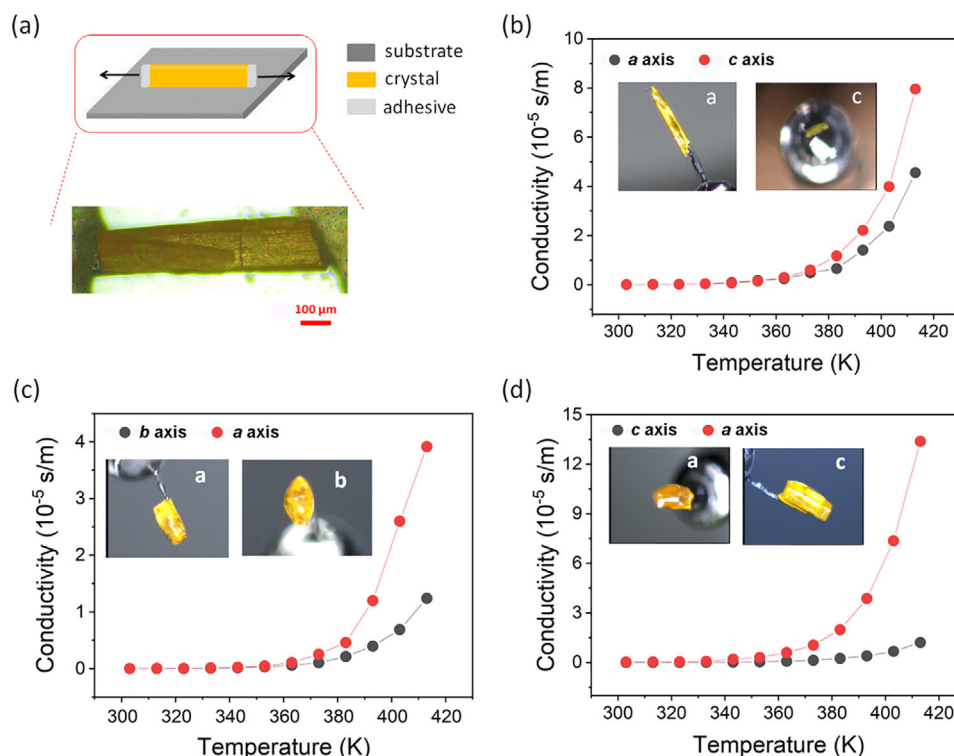 (a)
substrate
crystal
adhesive
100 μm
(b)
a axis c axis
a c
Conductivity (10⁻⁵ s/m)
10
8
6
4
2
0
300 320 340 360 380 400 420
Temperature (K)
(c)
b axis a axis
a b
Conductivity (10⁻⁵ s/m)
4
3
2
1
0
300 320 340 360 380 400 420
Temperature (K)
(d)
c axis a axis
a c
Conductivity (10⁻⁵ s/m)
15
12
9
6
3
0
300 320 340 360 380 400 420
Temperature (K)